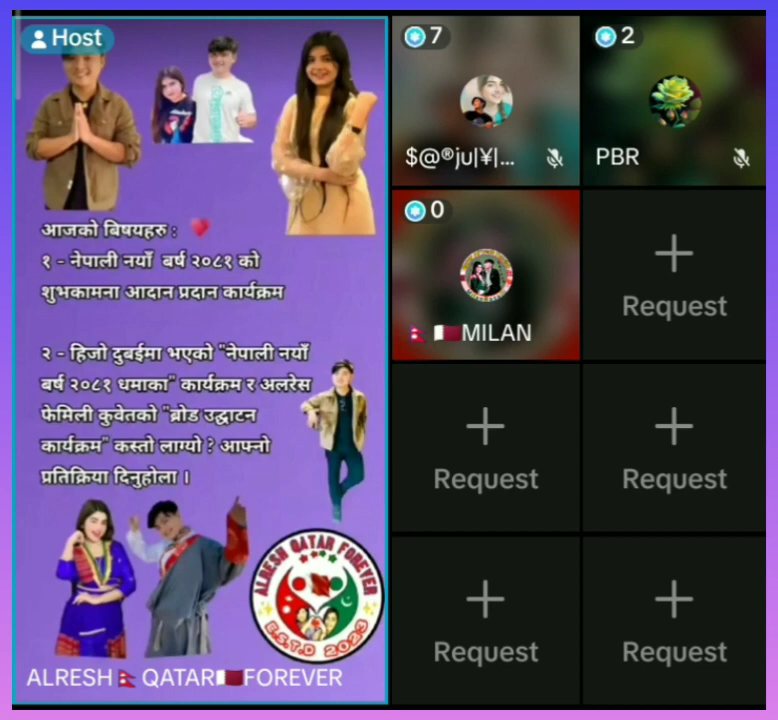 Host
आजको बिषयहरु :
१ - नेपाली नयाँ बर्ष २०८१ को
शुभकामना आदान प्रदान कार्यक्रम
२ - हिजो दुबईमा भएको "नेपाली नयाँ
बर्ष २०८१ धमाका" कार्यक्रम र अलरेस
फेमिली कुवेतको "ब्रोड उद्घाटन
कार्यक्रम" कस्तो लाग्यो ? आफ्नो
प्रतिक्रिया दिनुहोला ।
ALRESH QATAR FOREVER
E.S.T.D 2023
ALRESH🇳🇵QATAR🇶🇦FOREVER
7
$@®ju|¥|...
2
PBR
0
🇳🇵🇶🇦MILAN
Request
Request
Request
Request
Request